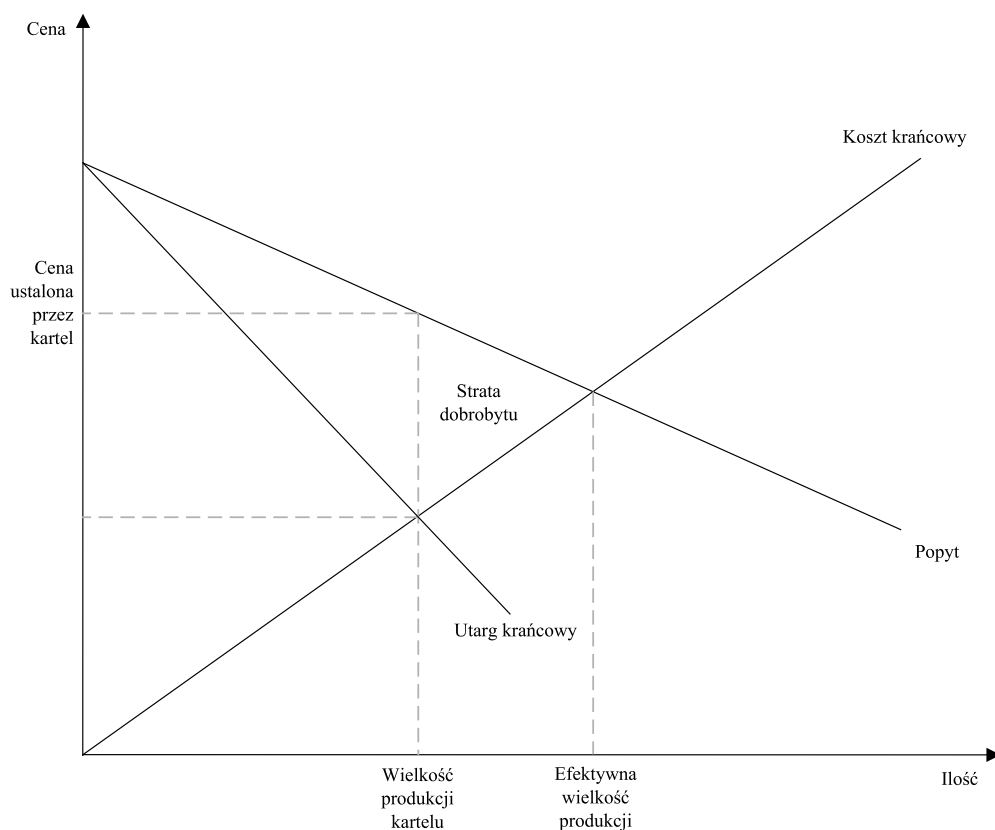 Cena
Koszt krańcowy
Cena
ustalona
przez
kartel
Strata
dobrobytu
Popyt
Utarg krańcowy
Wielkość
produkcji
kartelu
Efektywna
wielkość
produkcji
Ilość